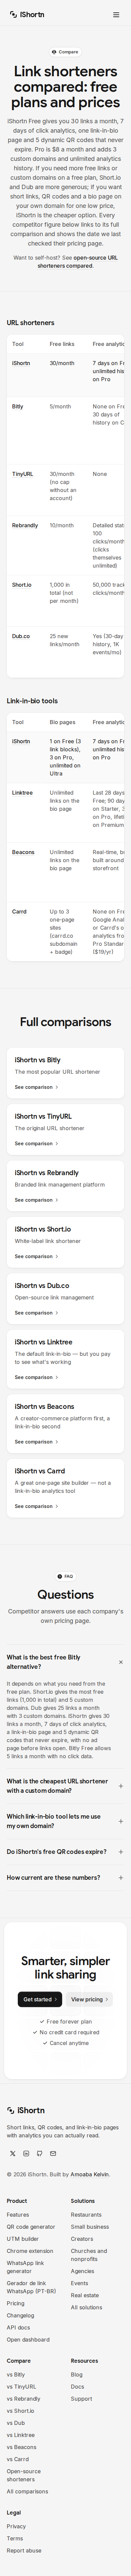 iShortn
Compare
Link shorteners
compared: free
plans and prices
iShortn Free gives you 30 links a month, 7
days of click analytics, one link-in-bio
page and 5 dynamic QR codes that never
expire. Pro is $8 a month and adds 3
custom domains and unlimited analytics
history. If you need more free links or
free custom domains and a free plan, Short.io
and Dub are more generous; If you want
short links, QR codes and a bio page on
your own domain for one low price,
iShortn is the cheaper option. Every
competitor figure below links to its full
comparison and shows the date we last
checked their pricing page.
Want to self-host? See open-source URL
shorteners compared.
URL shorteners
Tool Free links Free analytics
iShortn 30/month 7 days on Free,
unlimited history
on Pro
Bitly 5/month None on Free;
30 days of
history on
TinyURL 30/month None
(no cap
without an
account)
Rebrandly 10/month Detailed stats,
100
clicks/month
(clicks
themselves
unlimited)
Short.io 1,000 in 50,000 tracked
total (not clicks/month
per month)
Dub.co 25 new Yes (30-day
links/month history, 1K
events/mo)
Link-in-bio tools
Tool Bio pages Free analytics
iShortn 1 on Free (3 7 days on Free,
link blocks), unlimited history
3 on Pro, on Pro
unlimited on
Ultra
Linktree Unlimited Last 28 days on
links on the Free; 90 days
bio page on Starter,
on Pro, lifetime
on Premium
Beacons Unlimited Real-time,
links on the built around
bio page storefront
Carrd Up to 3 None on Free;
one-page Google Analytics
sites or Carrd's own
(carrd.co analytics from
subdomain Pro Standard
+ badge) ($19/yr)
Full comparisons
iShortn vs Bitly
The most popular URL shortener
See comparison
iShortn vs TinyURL
The original URL shortener
See comparison
iShortn vs Rebrandly
Branded link management platform
See comparison
iShortn vs Short.io
White-label link shortener
See comparison
iShortn vs Dub.co
Open-source link management
See comparison
iShortn vs Linktree
The default link-in-bio — but you pay
to see what's working
See comparison
iShortn vs Beacons
A creator-commerce platform first, a
link-in-bio second
See comparison
iShortn vs Carrd
A great one-page site builder — not a
link-in-bio analytics tool
See comparison
FAQ
Questions
Competitor answers use each company's
own pricing page.
What is the best free Bitly
alternative?
It depends on what you need from the
free plan. Short.io gives the most free
links (1,000 in total) and 5 custom
domains. Dub gives 25 links a month
with 3 custom domains. iShortn gives 30
links a month, 7 days of click analytics,
a link-in-bio page and 5 dynamic QR
codes that never expire, with no ad
page before links open. Bitly Free allows
5 links a month with no click data.
What is the cheapest URL shortener
with a custom domain?
Which link-in-bio tool lets me use
my own domain?
Do iShortn's free QR codes expire?
How current are these numbers?
Smarter, simpler
link sharing
Get started
View pricing
Free forever plan
No credit card required
Cancel anytime
iShortn
Short links, QR codes, and link-in-bio pages
with analytics you can actually read.
© 2026 iShortn. Built by Amoaba Kelvin.
Product
Features
QR code generator
UTM builder
Chrome extension
WhatsApp link
generator
Gerador de link
WhatsApp (PT-BR)
Pricing
Changelog
API docs
Open dashboard
Solutions
Restaurants
Small business
Creators
Churches and
nonprofits
Agencies
Events
Real estate
All solutions
Compare
vs Bitly
vs TinyURL
vs Rebrandly
vs Short.io
vs Dub
vs Linktree
vs Beacons
vs Carrd
Open-source
shorteners
All comparisons
Resources
Blog
Docs
Support
Legal
Privacy
Terms
Report abuse